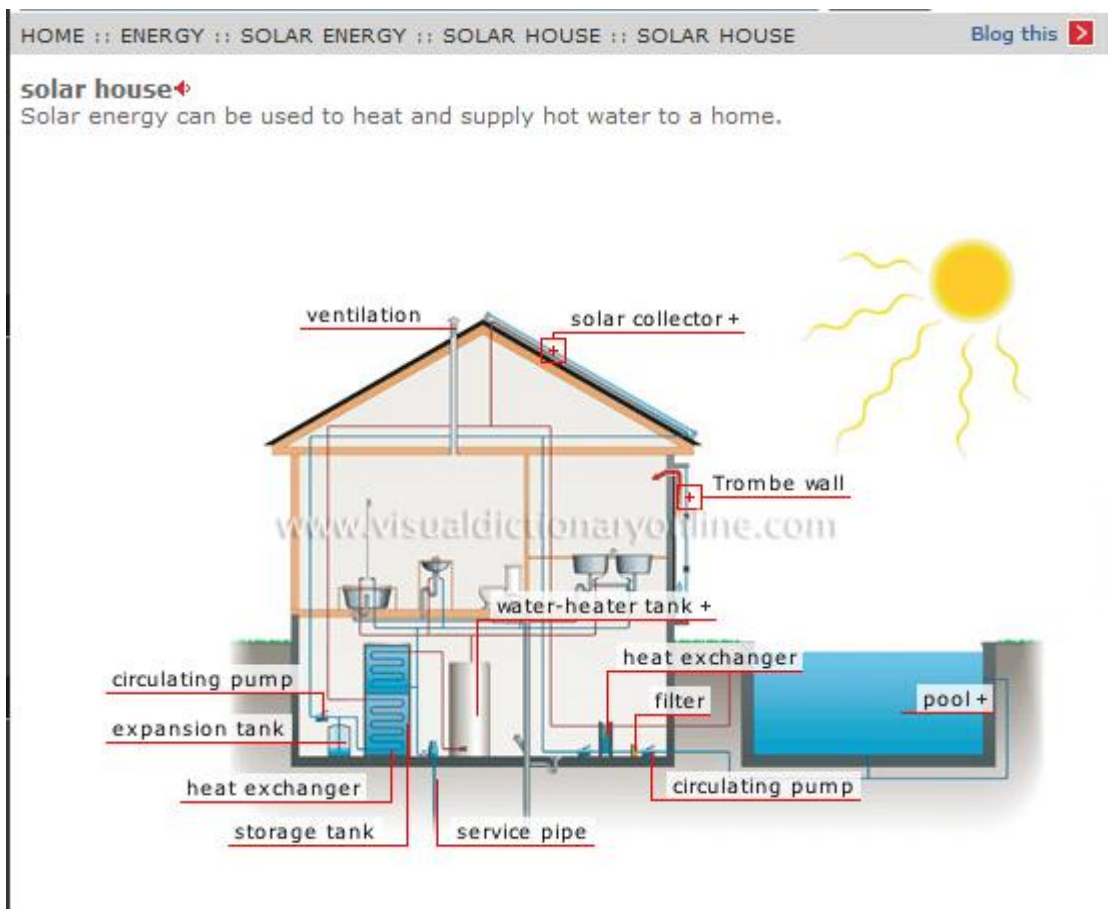 HOME :: ENERGY :: SOLAR ENERGY :: SOLAR HOUSE :: SOLAR HOUSE
Blog this
solar house
Solar energy can be used to heat and supply hot water to a home.
ventilation
solar collector +
Trombe wall
www.visualdictionaryonline.com
water-heater tank +
heat exchanger
circulating pump
filter
pool +
expansion tank
heat exchanger
circulating pump
storage tank
service pipe